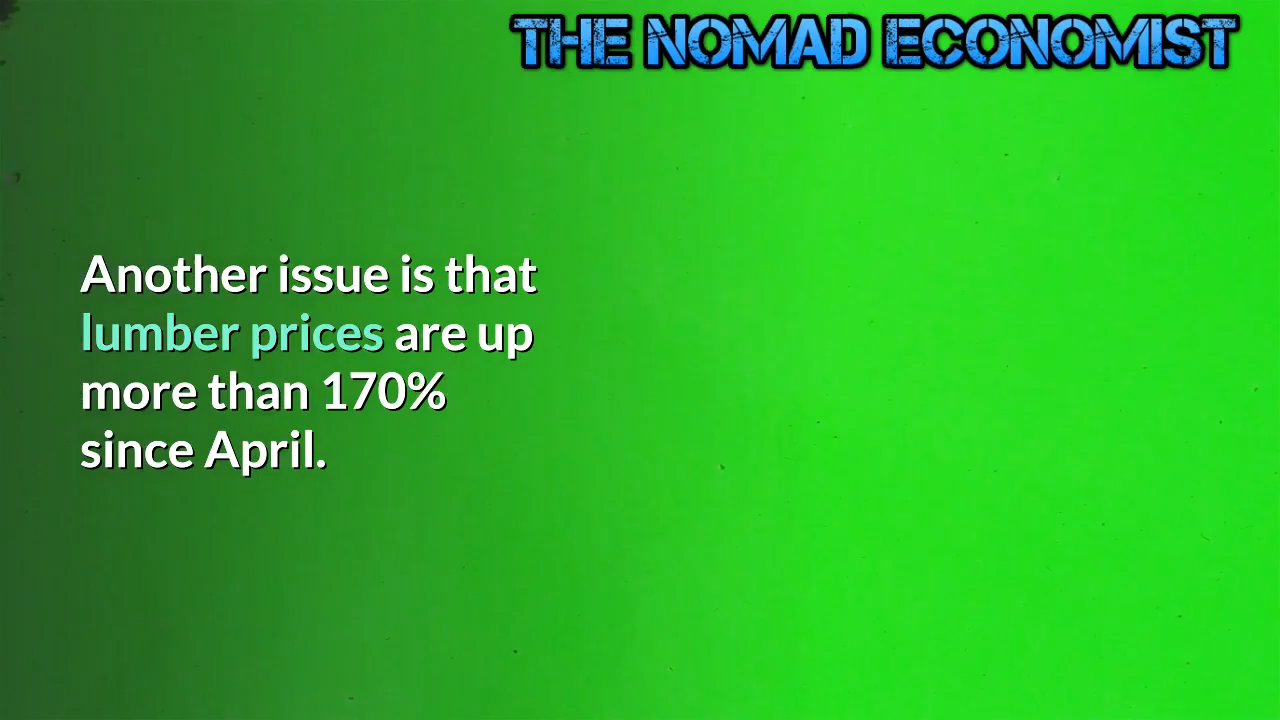 THE NOMAD ECONOMIST
Another issue is that
lumber prices are up
more than 170%
since April.